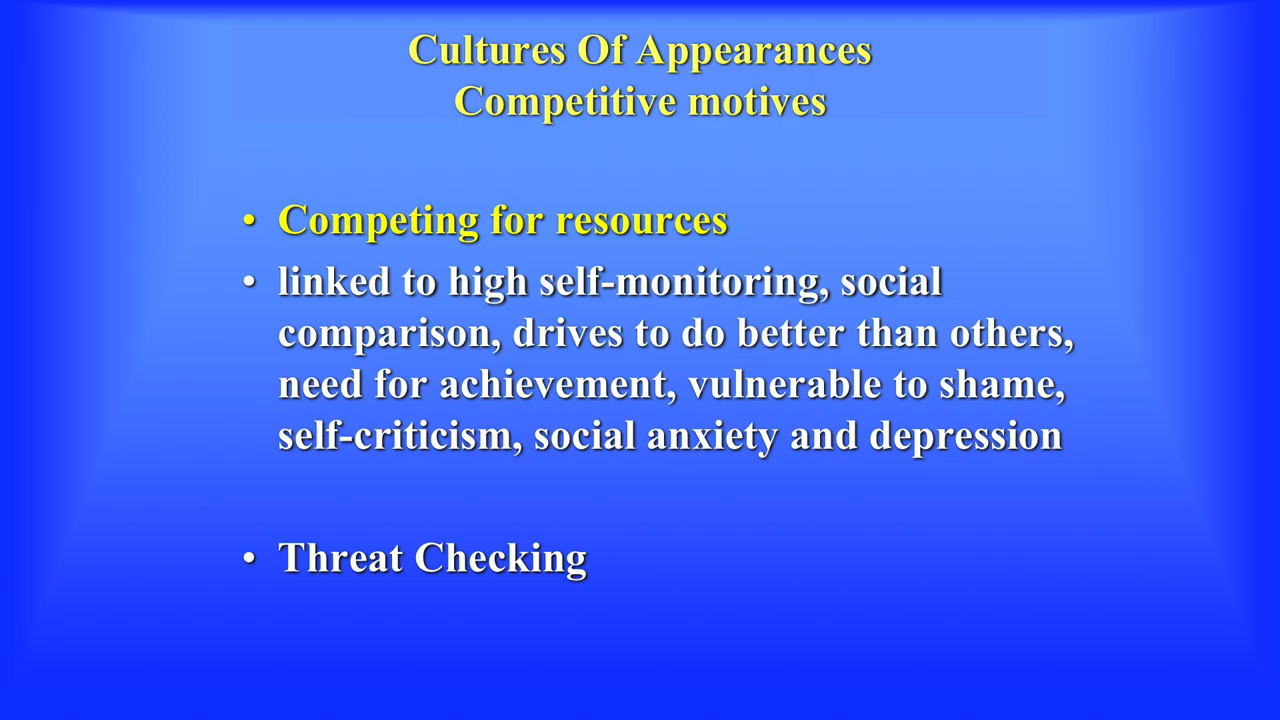 Cultures Of Appearances
Competitive motives
• Competing for resources
• linked to high self-monitoring, social
comparison, drives to do better than others,
need for achievement, vulnerable to shame,
self-criticism, social anxiety and depression
• Threat Checking